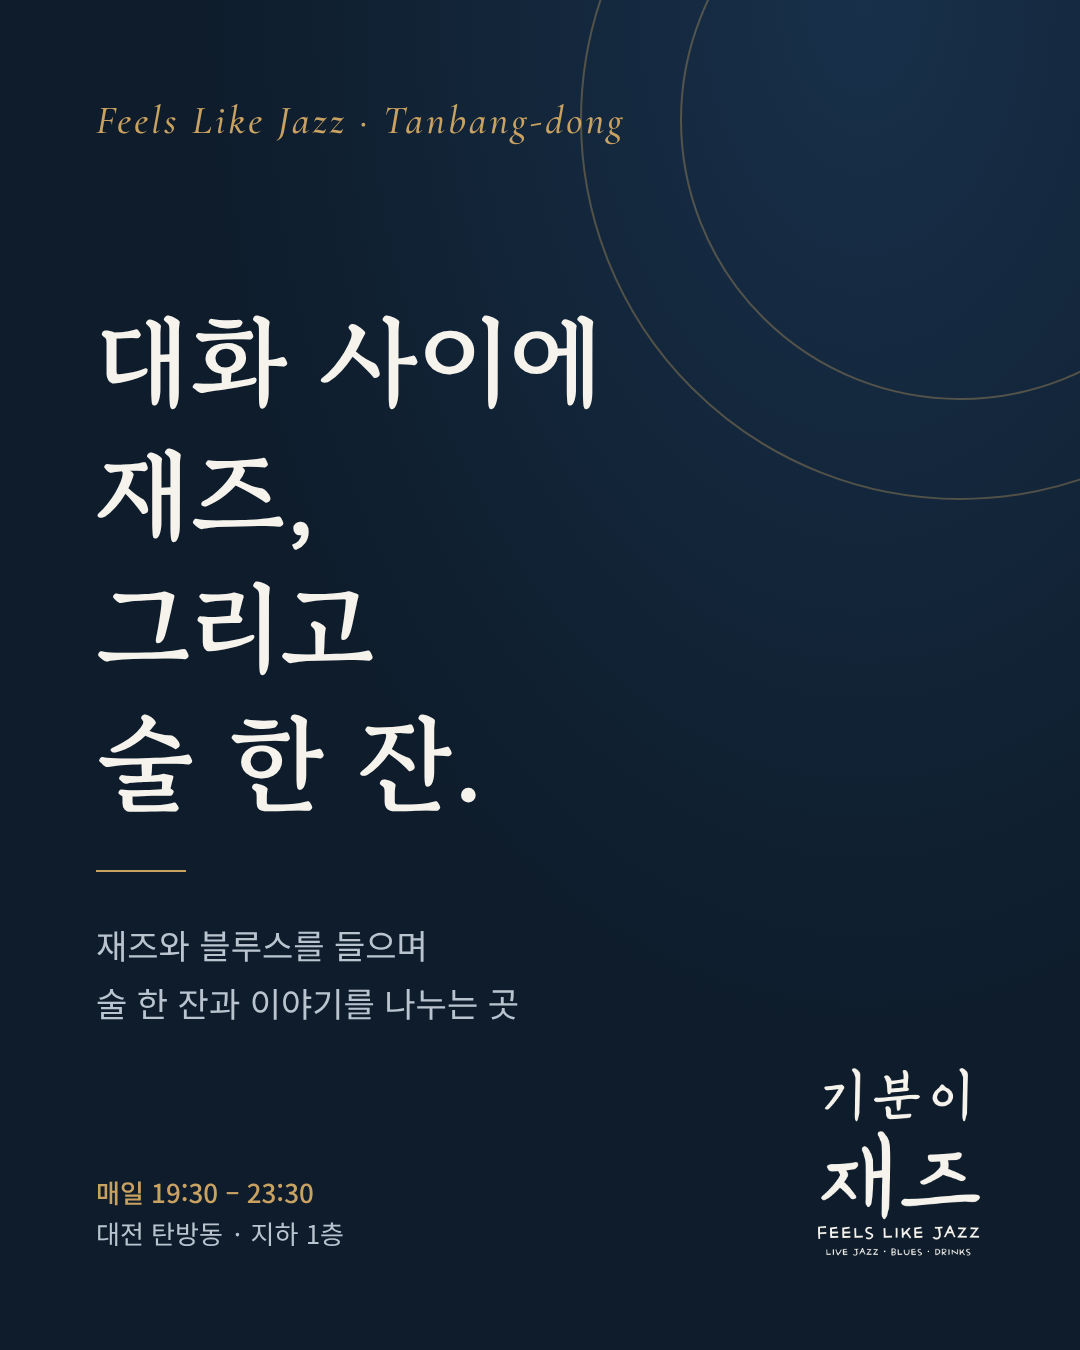 Feels Like Jazz · Tanbang-dong
대화 사이에
재즈,
그리고
술 한 잔.
재즈와 블루스를 들으며
술 한 잔과 이야기를 나누는 곳
매일 19:30 – 23:30
대전 탄방동 · 지하 1층
기분이
재즈
FEELS LIKE JAZZ
LIVE JAZZ · BLUES · DRINKS